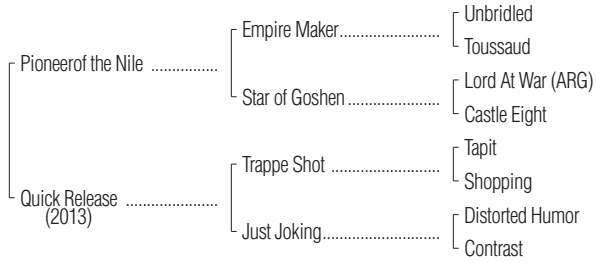 Unbridled
Empire Maker......................
Toussaud
Pioneerof the Nile ...............
Lord At War (ARG)
Star of Goshen ....................
Castle Eight
Tapit
Trappe Shot ........................
Shopping
Quick Release .....................
(2013)
Distorted Humor
Just Joking..........................
Contrast